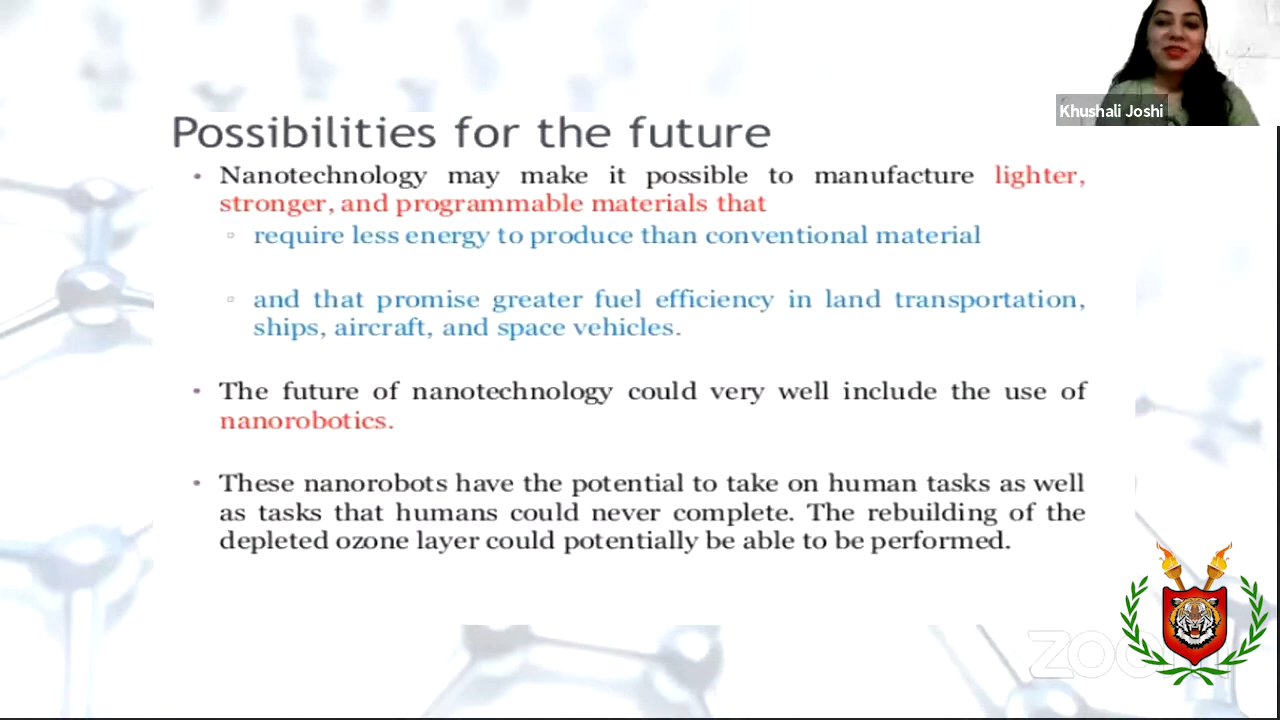 Khushali Joshi
Possibilities for the future
• Nanotechnology may make it possible to manufacture lighter,
stronger, and programmable materials that
▫ require less energy to produce than conventional material
▫ and that promise greater fuel efficiency in land transportation,
ships, aircraft, and space vehicles.
• The future of nanotechnology could very well include the use of
nanorobotics.
• These nanorobots have the potential to take on human tasks as well
as tasks that humans could never complete. The rebuilding of the
depleted ozone layer could potentially be able to be performed.
zoom